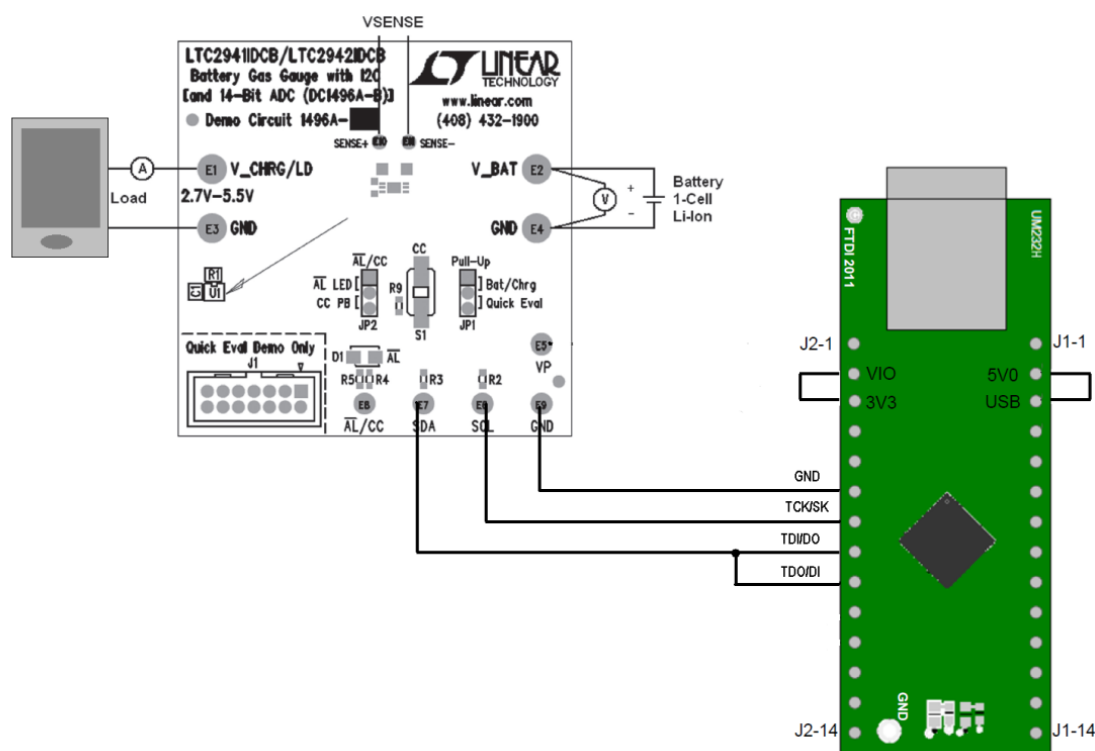 VSENSE
LTC2941IDCB/LTC2942IDCB
Battery Gas Gauge with I2C
[and 14-Bit ADC (DC1496A-B)]
Demo Circuit 1496A-
LINEAR
TECHNOLOGY
www.linear.com
(408) 432-1900
SENSE+ E10
E11 SENSE-
A
E1 V_CHRG/LD
2.7V-5.5V
Load
E3 GND
V_BAT E2
GND E4
V
+
-
Battery
1-Cell
Li-Ion
R1
C1 U1
AL/CC
AL LED
CC PB
JP2
CC
R9
S1
Pull-Up
Bat/Chrg
Quick Eval
JP1
Quick Eval Demo Only
J1
D1 AL
R5 R4
R3
R2
E5
VP
E8
AL/CC
E7
SDA
E6
SCL
E9
GND
GND
TCK/SK
TDI/DO
TDO/DI
FTDI 2011
UM232H
J2-1
J1-1
VIO
5V0
3V3
USB
GND
J2-14
J1-14